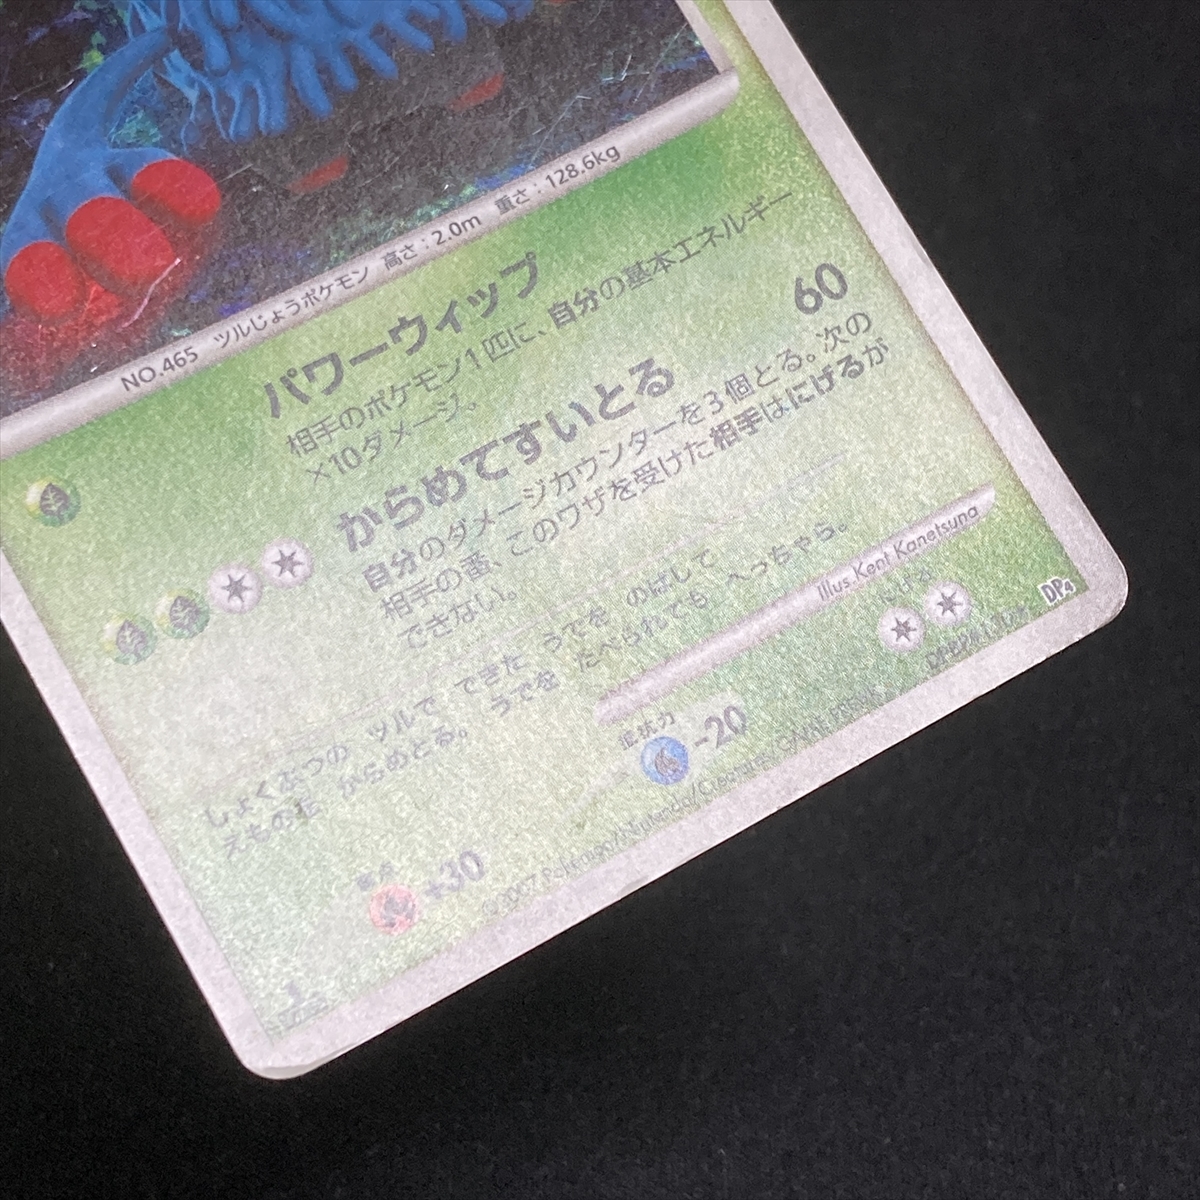 NO.465 ツルじょうポケモン 高さ：2.0m 重さ：128.6kg
パワーウィップ
相手のポケモン1匹に、自分の基本エネルギー
×10ダメージ。
からめてすいとる 60
自分のダメージカウンターを3個とる。次の
相手の番、このワザを受けた相手はにげるが
できない。
しょくぶつの ツルで できた うでを のばして
えものを からめとる。 うでを たべられても へっちゃら。
Illus. Kent Kanetsuna
弱点 +30
抵抗力 -20
にげる
©2007 Pokémon/Nintendo/Creatures/GAME FREAK
DP4